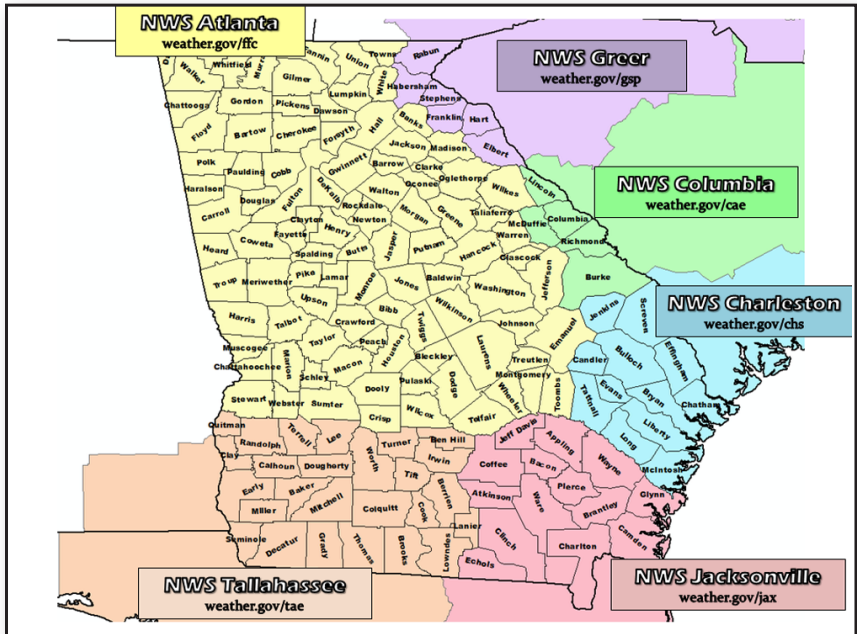 NWS Atlanta
weather.gov/ffc
NWS Greer
weather.gov/gsp
NWS Columbia
weather.gov/cae
NWS Charleston
weather.gov/chs
NWS Tallahassee
weather.gov/tae
NWS Jacksonville
weather.gov/jax
Fannin
Union
Towns
Rabun
Walker
Whitfield
Gilmer
White
Habersham
Lumpkin
Stephens
Chattooga
Gordon
Pickens
Dawson
Banks
Franklin
Hart
Floyd
Bartow
Cherokee
Forsyth
Hall
Jackson
Madison
Elbert
Polk
Paulding
Cobb
Gwinnett
Barrow
Clarke
Oconee
Oglethorpe
Wilkes
Lincoln
Haralson
Douglas
Fulton
DeKalb
Walton
Rockdale
Newton
Morgan
Greene
Taliaferro
McDuffie
Columbia
Carroll
Clayton
Fayette
Henry
Warren
Richmond
Heard
Coweta
Spalding
Butts
Jasper
Putnam
Hancock
Glascock
Burke
Troup
Meriwether
Pike
Lamar
Monroe
Jones
Baldwin
Washington
Jefferson
Upson
Harris
Talbot
Crawford
Bibb
Twiggs
Wilkinson
Johnson
Emanuel
Jenkins
Screven
Muscogee
Taylor
Peach
Houston
Bleckley
Laurens
Treutlen
Candler
Bulloch
Effingham
Chattahoochee
Marion
Schley
Macon
Pulaski
Dodge
Montgomery
Wheeler
Toombs
Tattnall
Evans
Bryan
Chatham
Stewart
Webster
Sumter
Dooly
Crisp
Wilcox
Telfair
Liberty
Long
McIntosh
Quitman
Randolph
Terrell
Lee
Turner
Ben Hill
Jeff Davis
Appling
Wayne
Clay
Calhoun
Dougherty
Worth
Irwin
Tift
Coffee
Bacon
Pierce
Glynn
Early
Baker
Mitchell
Berrien
Atkinson
Ware
Brantley
Miller
Colquitt
Cook
Lanier
Clinch
Camden
Seminole
Decatur
Grady
Thomas
Brooks
Lowndes
Echols
Charlton